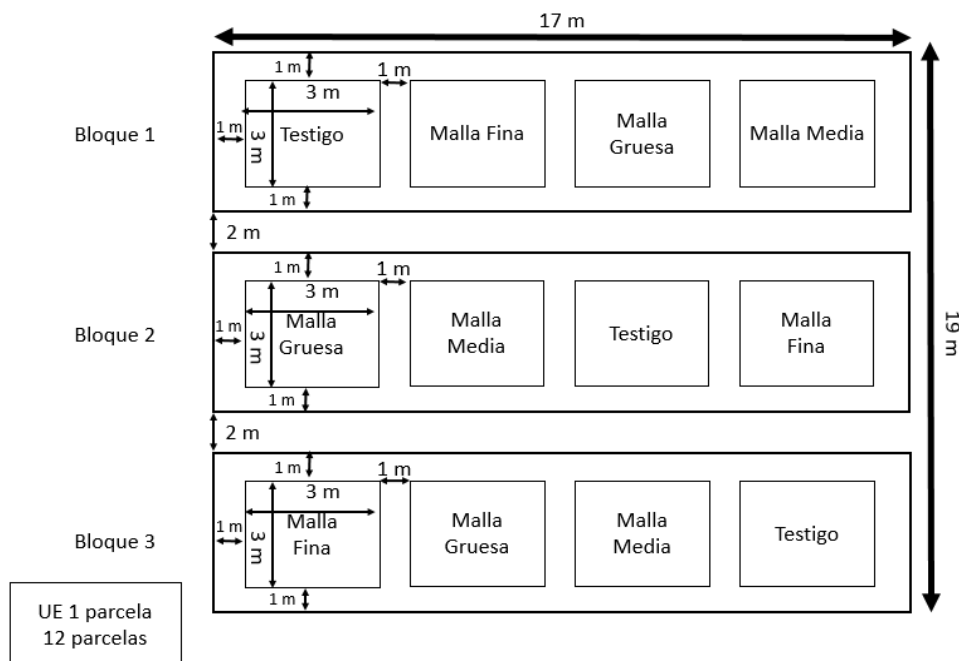 17 m
1 m
1 m
3 m
Bloque 1
1 m
3 m
Testigo
Malla Fina
Malla
Gruesa
Malla Media
1 m
2 m
1 m
1 m
3 m
Bloque 2
1 m
3 m
Malla
Gruesa
Malla
Media
Testigo
Malla
Fina
19 m
1 m
2 m
1 m
1 m
3 m
Bloque 3
1 m
3 m
Malla
Fina
Malla
Gruesa
Malla
Media
Testigo
1 m
UE 1 parcela
12 parcelas